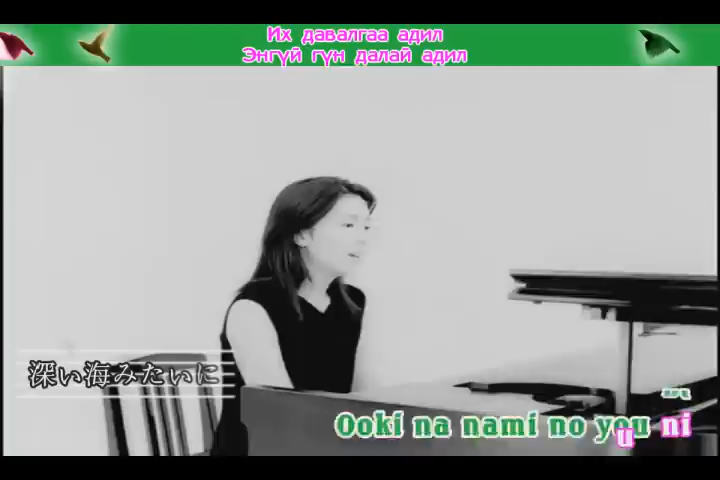 Их давалгаа адил
Энгүй гүн далай адил
深い海みたいに
Ooki na nami no you ni